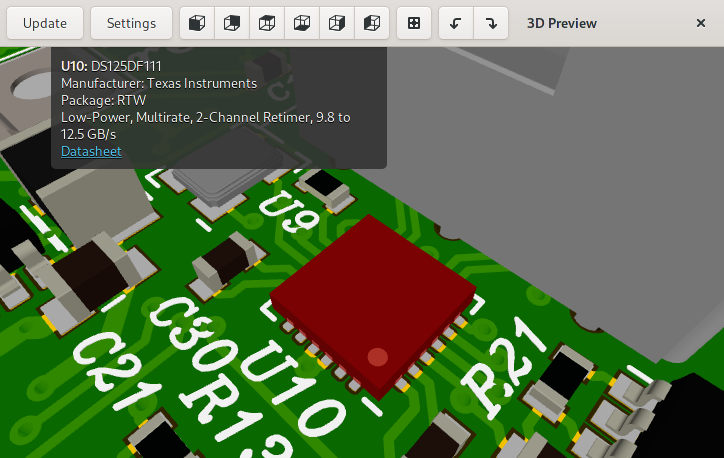 Update Settings 3D Preview
U10: DS125DF111
Manufacturer: Texas Instruments
Package: RTW
Low-Power, Multirate, 2-Channel Retimer, 9.8 to
12.5 GB/s
Datasheet
U9
C30
U10
R21
C21